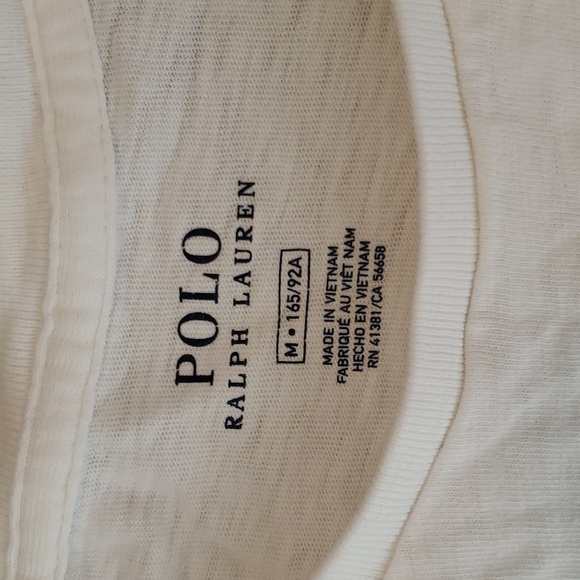 POLO
RALPH LAUREN
M • 165/92A
MADE IN VIETNAM
FABRIQUÉ AU VIÊT NAM
HECHO EN VIETNAM
RN 41381/CA 56658